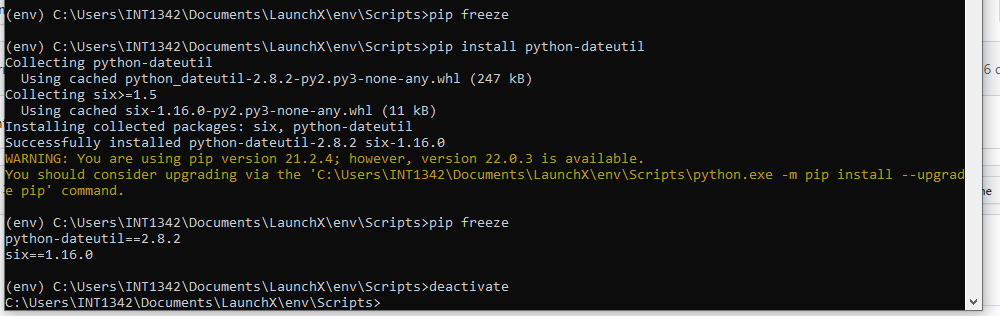 (env) C:\Users\INT1342\Documents\LaunchX\env\Scripts>pip freeze
(env) C:\Users\INT1342\Documents\LaunchX\env\Scripts>pip install python-dateutil
Collecting python-dateutil
  Using cached python_dateutil-2.8.2-py2.py3-none-any.whl (247 kB)
Collecting six>=1.5
  Using cached six-1.16.0-py2.py3-none-any.whl (11 kB)
Installing collected packages: six, python-dateutil
Successfully installed python-dateutil-2.8.2 six-1.16.0
WARNING: You are using pip version 21.2.4; however, version 22.0.3 is available.
You should consider upgrading via the 'C:\Users\INT1342\Documents\LaunchX\env\Scripts\python.exe -m pip install --upgrad
e pip' command.
(env) C:\Users\INT1342\Documents\LaunchX\env\Scripts>pip freeze
python-dateutil==2.8.2
six==1.16.0
(env) C:\Users\INT1342\Documents\LaunchX\env\Scripts>deactivate
C:\Users\INT1342\Documents\LaunchX\env\Scripts>